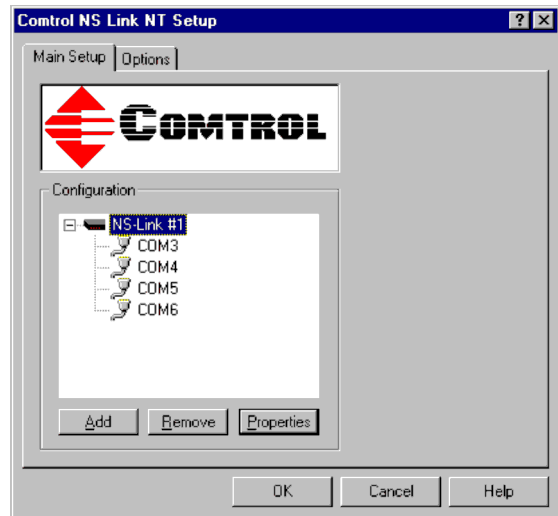 Comtrol NS Link NT Setup
Main Setup
Options
COMTROL
Configuration
NS-Link #1
COM3
COM4
COM5
COM6
Add
Remove
Properties
OK
Cancel
Help